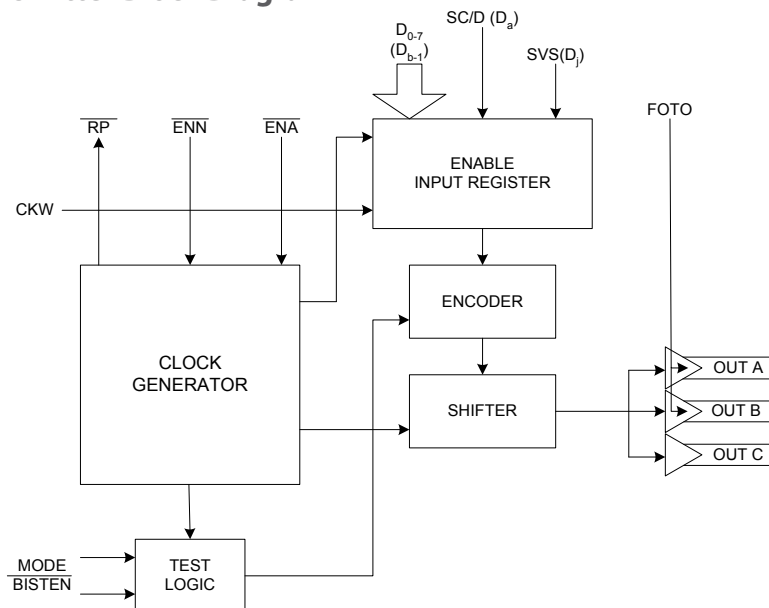 SC/D (Da)
D0-7
(Db-1)
SVS(Dj)
RP
ENN
ENA
FOTO
ENABLE
INPUT REGISTER
CKW
ENCODER
CLOCK
GENERATOR
OUT A
SHIFTER
OUT B
OUT C
MODE
BISTEN
TEST
LOGIC